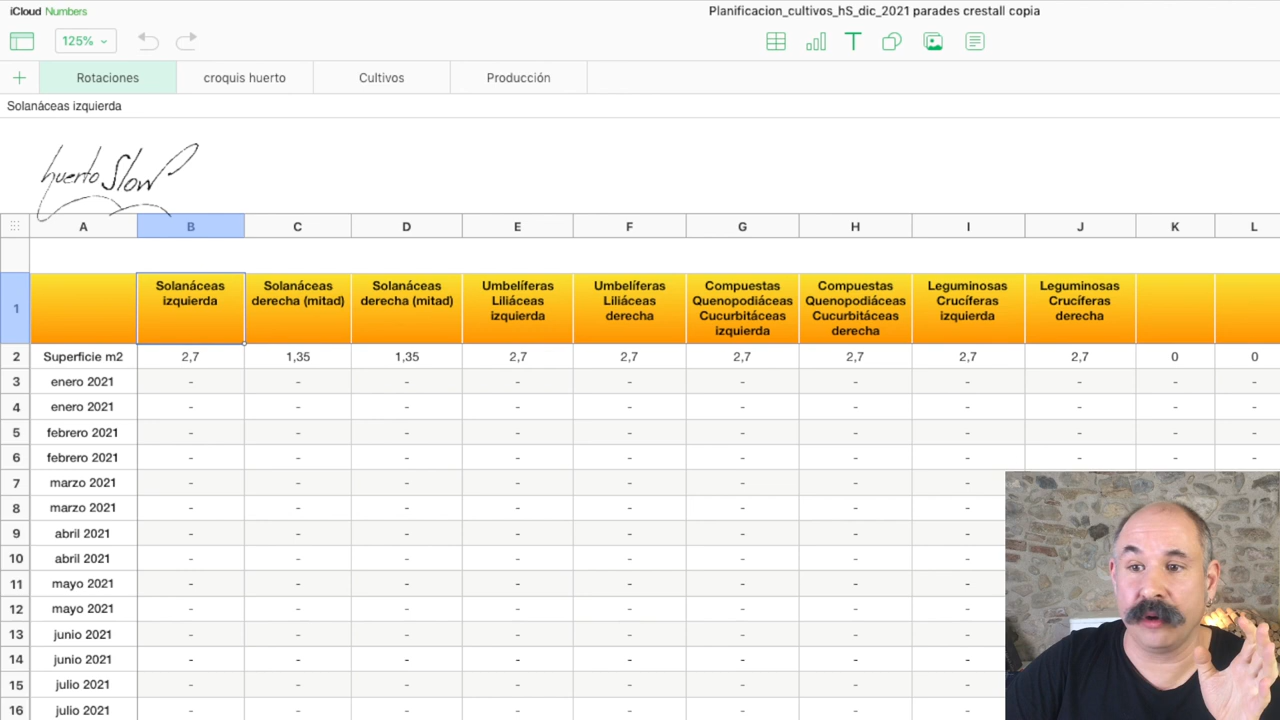 iCloud Numbers
Planificacion_cultivos_hS_dic_2021 parades crestall copia
125%
Rotaciones croquis huerto Cultivos Producción
Solanáceas izquierda
huerto Slow
A B C D E F G H I J K L
1 Solanáceas izquierda Solanáceas derecha (mitad) Solanáceas derecha (mitad) Umbelíferas Liliáceas izquierda Umbelíferas Liliáceas derecha Compuestas Quenopodiáceas Cucurbitáceas izquierda Compuestas Quenopodiáceas Cucurbitáceas derecha Leguminosas Crucíferas izquierda Leguminosas Crucíferas derecha
2 Superficie m2 2,7 1,35 1,35 2,7 2,7 2,7 2,7 2,7 2,7 0 0
3 enero 2021 - - - - - - - - - - -
4 enero 2021 - - - - - - - - - - -
5 febrero 2021 - - - - - - - - - - -
6 febrero 2021 - - - - - - - - - - -
7 marzo 2021 - - - - - - - -
8 marzo 2021 - - - - - - - -
9 abril 2021 - - - - - - - -
10 abril 2021 - - - - - - - -
11 mayo 2021 - - - - - - - -
12 mayo 2021 - - - - - - - -
13 junio 2021 - - - - - - - -
14 junio 2021 - - - - - - - -
15 julio 2021 - - - - - - - -
16 julio 2021 - - - - - - - -